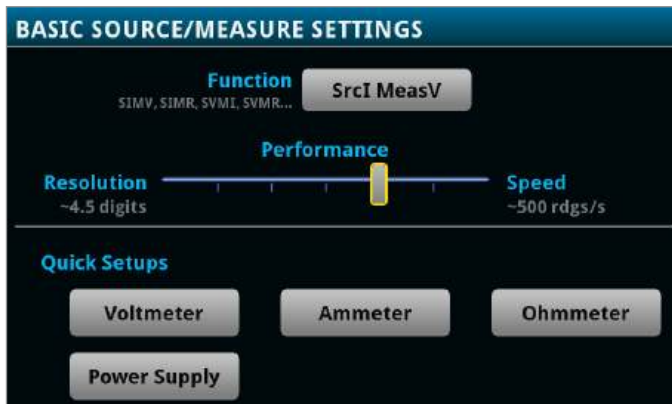 BASIC SOURCE/MEASURE SETTINGS
Function SrcI MeasV
SIMV, SIMR, SVMI, SVMR...
Performance
Resolution Speed
~4.5 digits ~500 rdgs/s
Quick Setups
Voltmeter Ammeter Ohmmeter
Power Supply